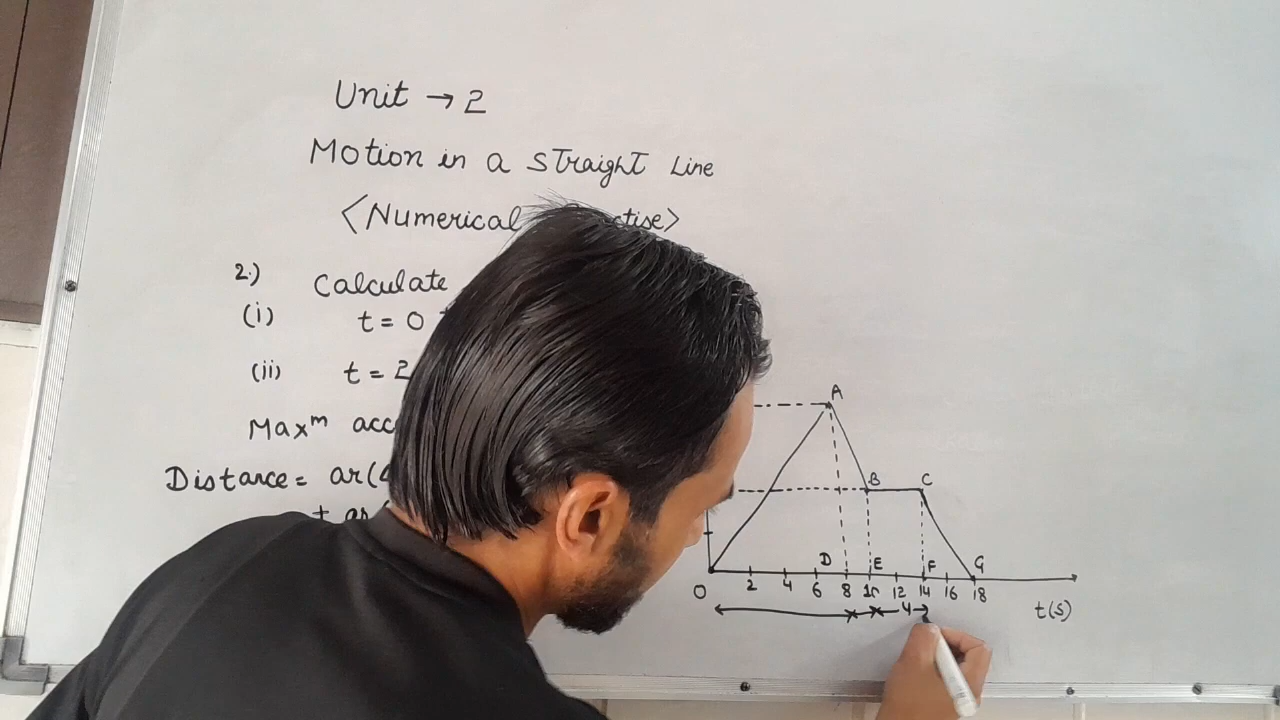 Unit → 2
Motion in a straight Line
<Numerical
2.) Calculate
(i) t = 0
(ii) t = 2
Maxᵐ acc
Distance = ar(
+ ar
A
B C
D E F G
O 2 4 6 8 10 12 14 16 18
4
t(s)